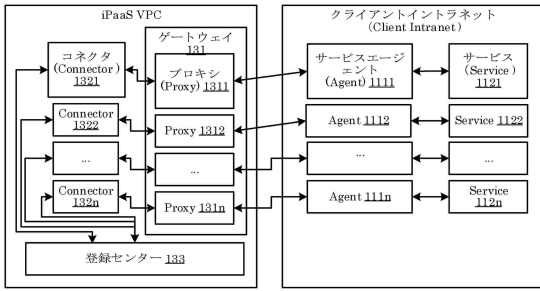 iPaaS VPC
ゲートウェイ
131
コネクタ
(Connector)
1321
プロキシ
(Proxy) 1311
Connector
1322
Proxy 1312
...
...
Connector
132n
Proxy 131n
登録センター 133
クライアントイントラネット
(Client Intranet)
サービスエージ
ェント
(Agent) 1111
サービス
(Service)
1121
Agent 1112
Service 1122
...
...
Agent 111n
Service
112n